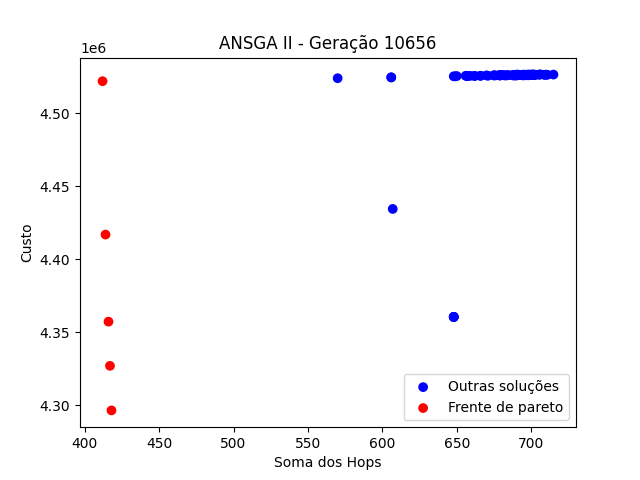 ANSGA II - Geração 10656
1e6
4.50
4.45
4.40
4.35
4.30
Custo
400 450 500 550 600 650 700
Soma dos Hops
Outras soluções
Frente de pareto